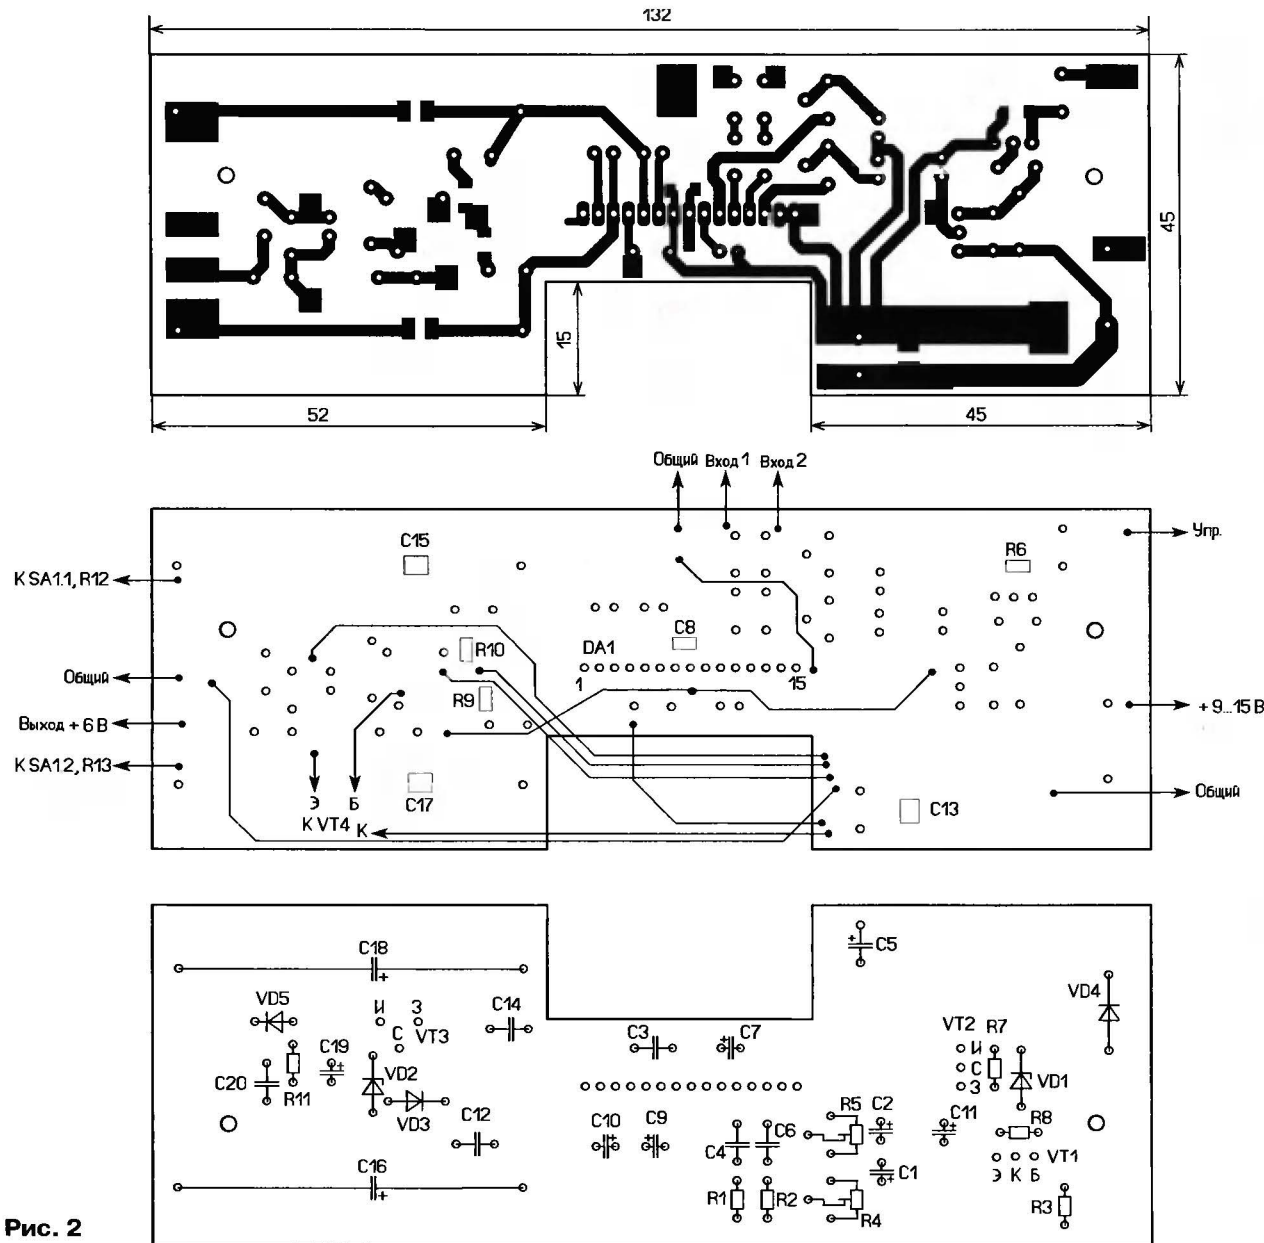 132
45
15
52
45
Общий Вход 1 Вход 2
Упр.
C15
R6
К SA1.1, R12
C8
R10
DA1
Общий
1
15
R9
Выход + 6 В
+ 9...15 В
К SA1.2, R13
Э
Б
C17
C13
Общий
К VT4
К
C18
C5
VD5
И
З
C14
VD4
VT3
С
C3
C7
VT2
R7
C19
И
C20
VD2
С
R11
З
VD1
VD3
C12
C10
C9
R5
C2
C11
R8
C4
C6
VT1
C16
C1
Э К Б
R1
R2
R4
R3
Рис. 2